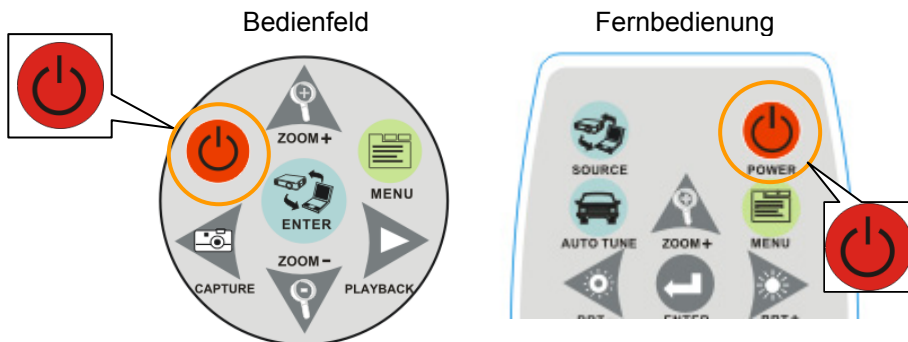 Bedienfeld
Fernbedienung
ZOOM+
MENU
ENTER
ZOOM-
CAPTURE
PLAYBACK
SOURCE
POWER
AUTO TUNE
ZOOM+
MENU